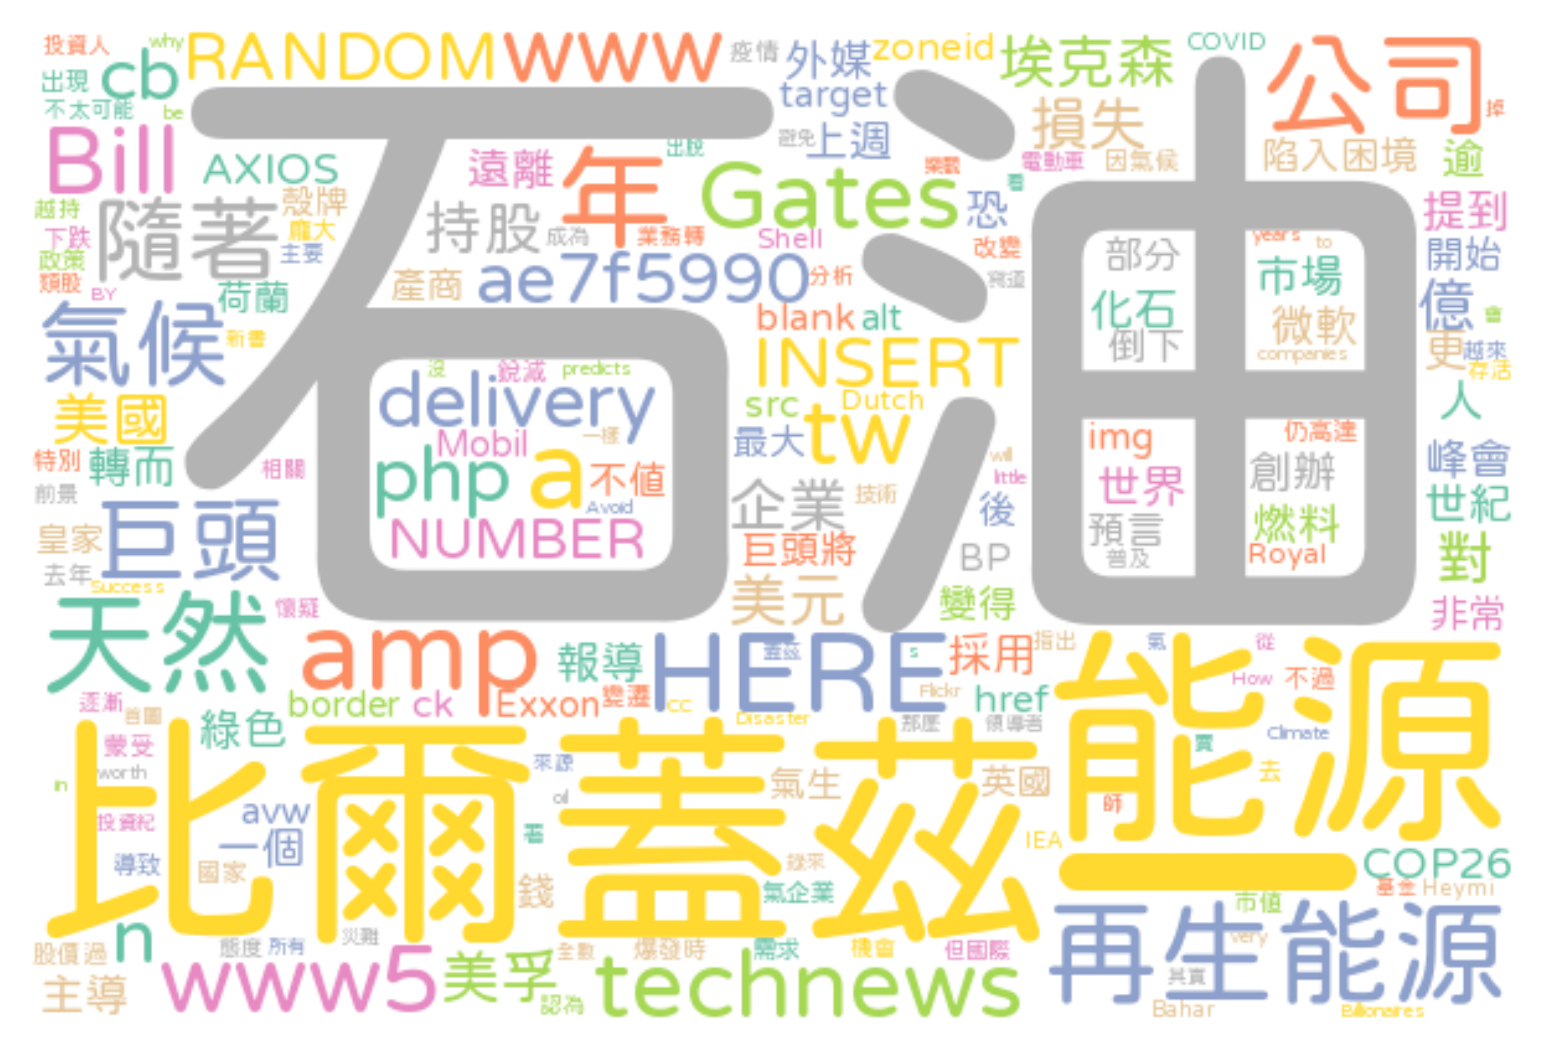 投資人 why RANDOM www 疫情 外媒 zoneid 埃克森 COVID 公司
出現 cb target 損失 掉
不太可能 be 避免 上週 出脫
Bill AXIOS 遠離 年 Gates 樂觀 電動車 因氣候 陷入困境 逾
越持 隨著 殼牌 持股 恐 看 提到
下跌 龐大 成為 業務轉 Shell 改變 部分 years to 開始
政策 主要 產商 ae7f5990 分析 寫道 市場
類股 BY 荷蘭 石油 化石 億 會
氣候 新書 blank alt 倒下 微軟 更 越來
INSERT companies 存活
沒 銳減 predicts
美國 delivery src Dutch 人
特別 轉而 相關 Mobil 一樣 最大 tw img 仍高達 峰會
前景 php a 不值 will little 世界 創辦 世紀
巨頭 Avoid 企業 技術 後 預言 燃料
皇家 NUMBER 巨頭將 BP 普及 Royal 對
去年 Success 美元 變得 非常
天然 懷疑 amp 報導 HERE 蓋茲 s 採用 指出 氣 從
逐漸 首圖 border ck Exxon 變遷 cc Flickr href How 不過
綠色 Disaster 那麼 領導者 能源 Climate
蒙受 比爾蓋茲 來源 氣生 英國 買 去
in worth oil 師
投資紀 avw 著 IEA
導致 一個 錄來 一 COP26
國家 錢 氣企業 基金 Heymi
n 態度 所有 災難 市值
股價過 全數 爆發時 需求 機會 但國際 再生能源 very
主導 www5 美孚 認為 technews 其實 Bahar Billionaires